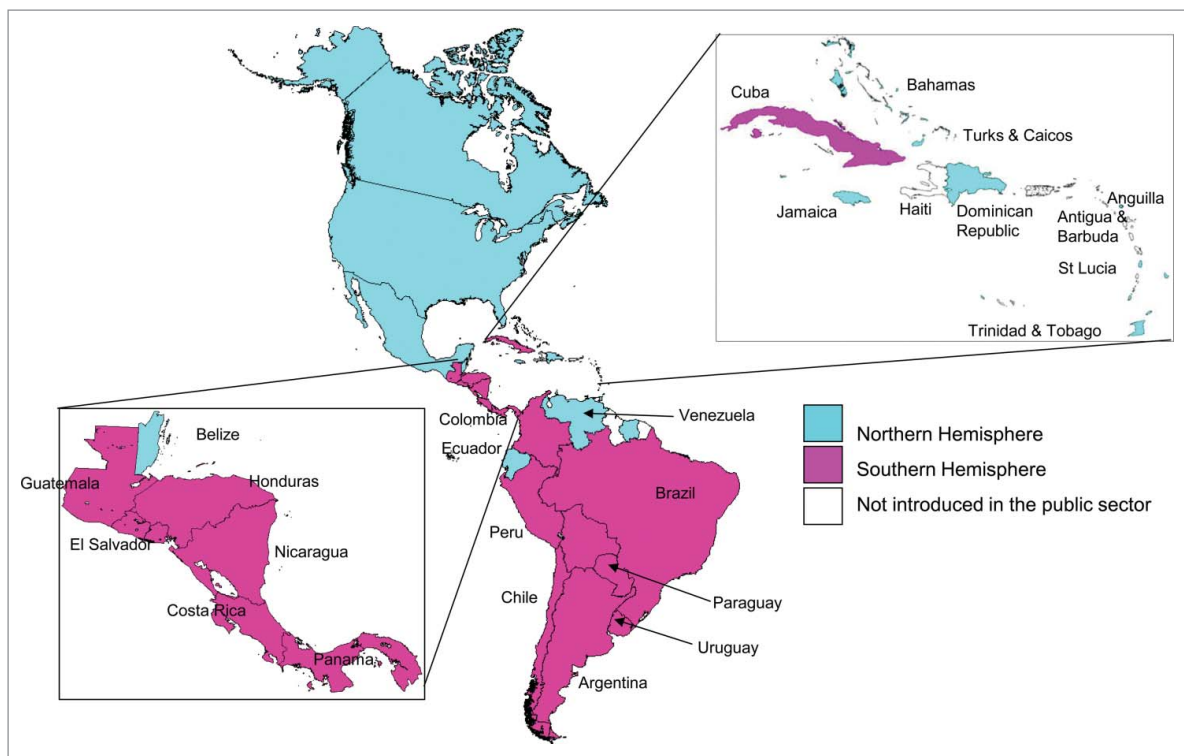 Cuba
Bahamas
Turks & Caicos
Jamaica
Haiti
Dominican
Republic
Anguilla
Antigua &
Barbuda
St Lucia
Trinidad & Tobago
Belize
Guatemala
Honduras
El Salvador
Nicaragua
Costa Rica
Panama
Colombia
Venezuela
Ecuador
Brazil
Peru
Chile
Paraguay
Uruguay
Argentina
Northern Hemisphere
Southern Hemisphere
Not introduced in the public sector